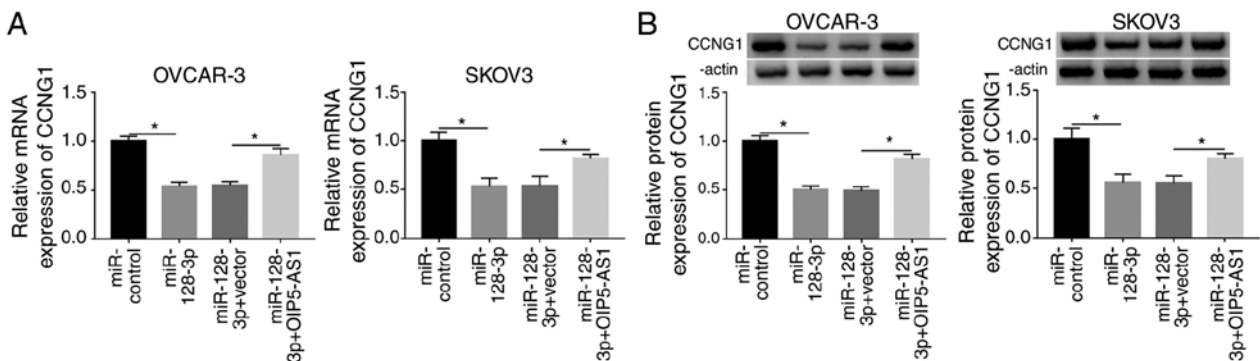 A
OVCAR-3
Relative mRNA
expression of CCNG1
1.5
1.0
0.5
0.0
*
*
miR-
control
miR-
128-3p
miR-128-
3p+vector
miR-128-
3p+OIP5-AS1
SKOV3
Relative mRNA
expression of CCNG1
1.5
1.0
0.5
0.0
*
*
miR-
control
miR-
128-3p
miR-128-
3p+vector
miR-128-
3p+OIP5-AS1
B
OVCAR-3
CCNG1
-actin
Relative protein
expression of CCNG1
1.5
1.0
0.5
0.0
*
*
miR-
control
miR-
128-3p
miR-128-
3p+vector
miR-128-
3p+OIP5-AS1
SKOV3
CCNG1
-actin
Relative protein
expression of CCNG1
1.5
1.0
0.5
0.0
*
*
miR-
control
miR-
128-3p
miR-128-
3p+vector
miR-128-
3p+OIP5-AS1